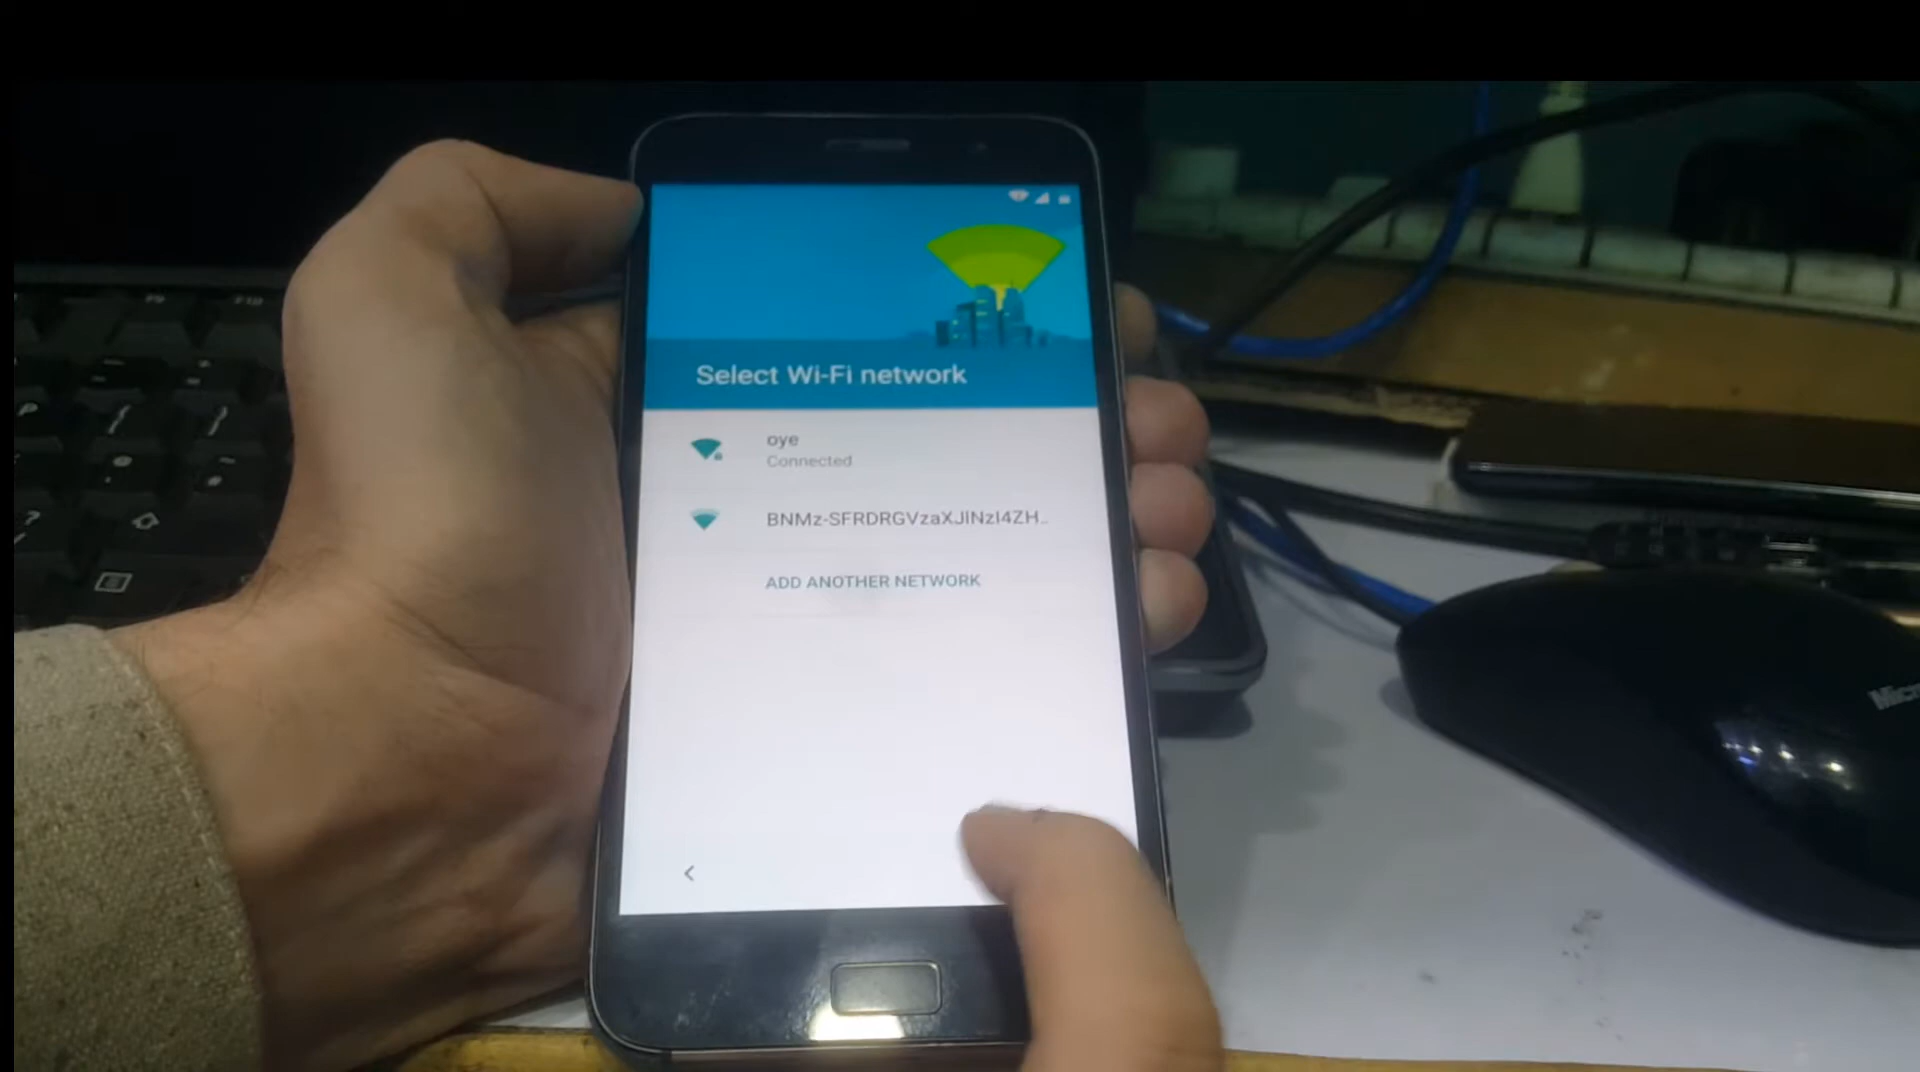 Select Wi-Fi network
oye
Connected
BNMz-SFRDRGVzaXJlNzI4ZH..
ADD ANOTHER NETWORK